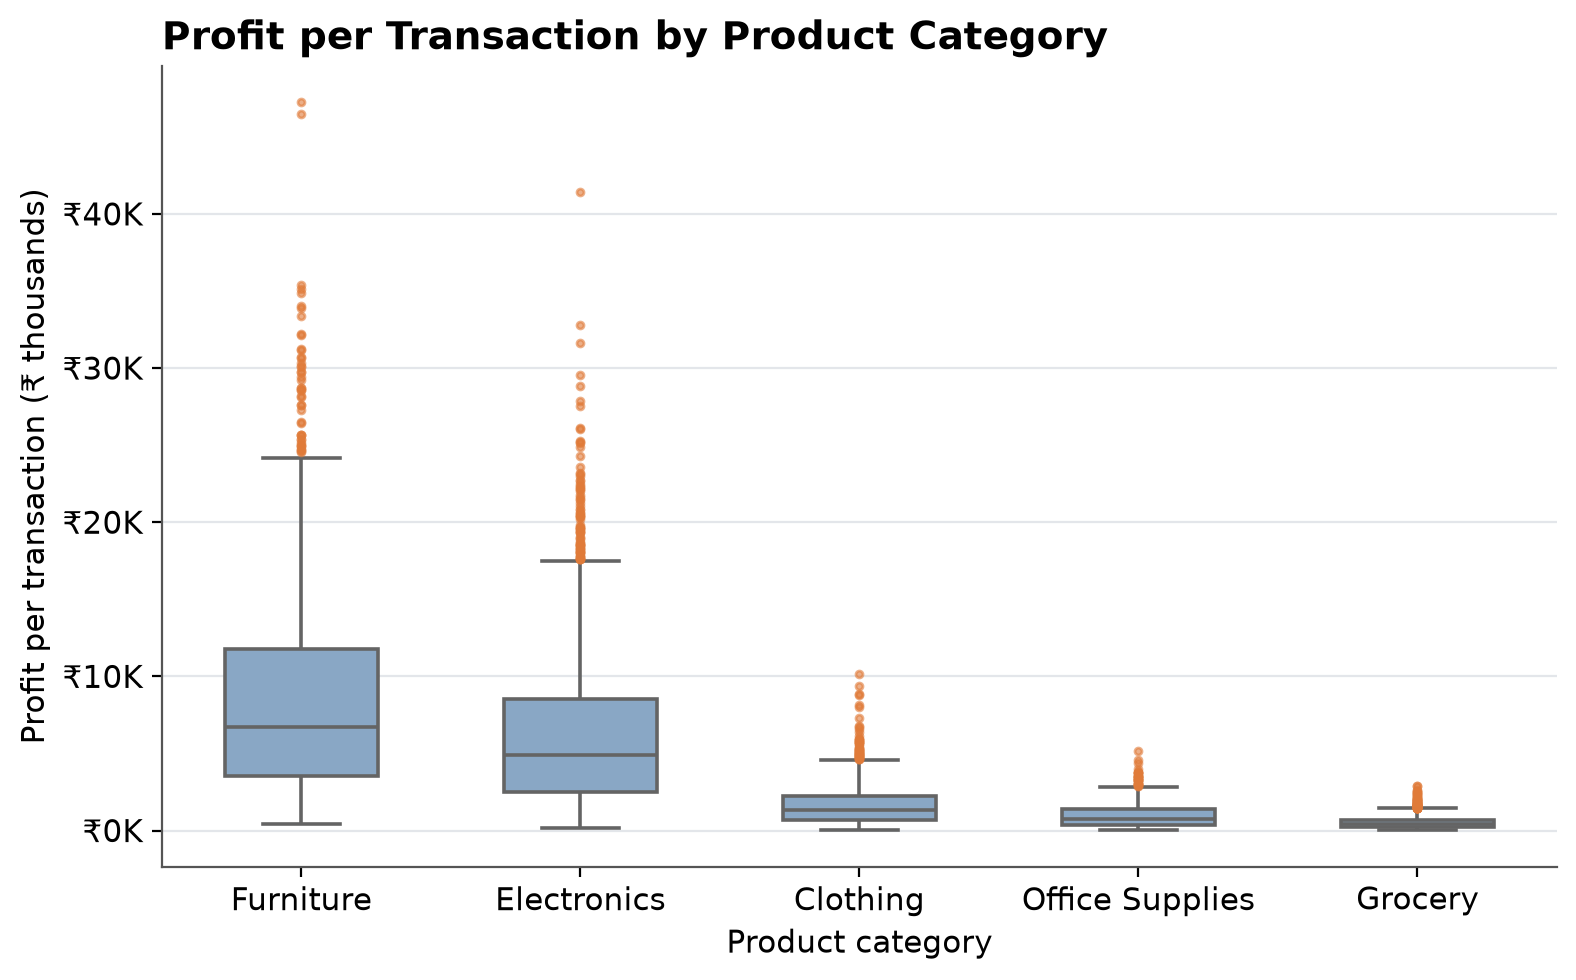 Profit per Transaction by Product Category
Profit per transaction (₹ thousands)
₹40K
₹30K
₹20K
₹10K
₹0K
Furniture
Electronics
Clothing
Office Supplies
Grocery
Product category